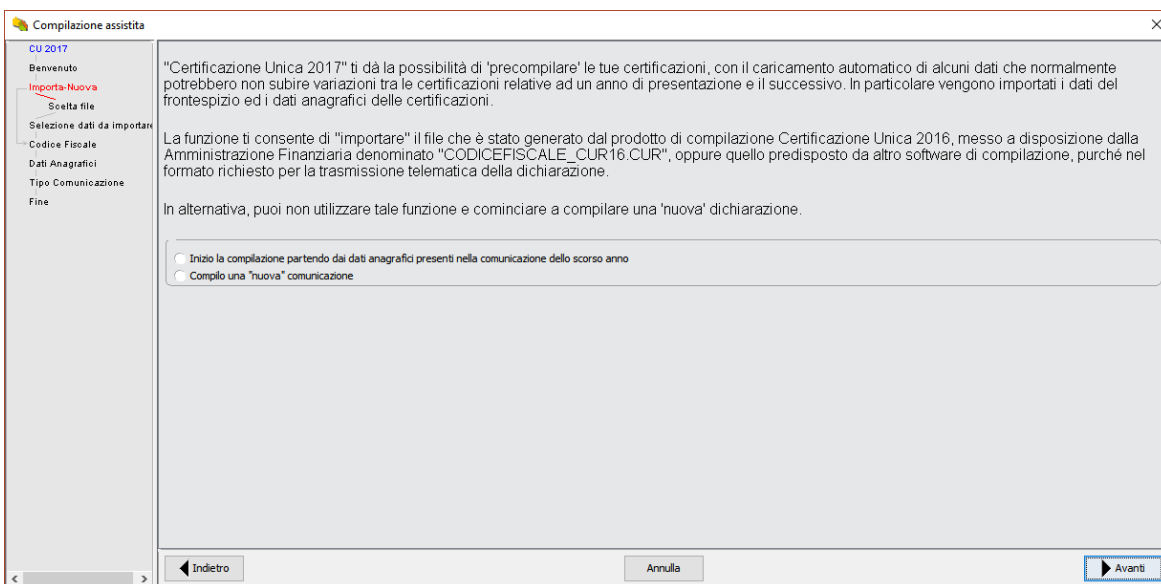 Compilazione assistita
CU 2017
Benvenuto
Importa-Nuova
Scelta file
Selezione dati da importare
Codice Fiscale
Dati Anagrafici
Tipo Comunicazione
Fine
"Certificazione Unica 2017" ti dà la possibilità di 'precompilare' le tue certificazioni, con il caricamento automatico di alcuni dati che normalmente
potrebbero non subire variazioni tra le certificazioni relative ad un anno di presentazione e il successivo. In particolare vengono importati i dati del
frontespizio ed i dati anagrafici delle certificazioni.
La funzione ti consente di "importare" il file che è stato generato dal prodotto di compilazione Certificazione Unica 2016, messo a disposizione dalla
Amministrazione Finanziaria denominato "CODICEFISCALE_CUR16.CUR", oppure quello predisposto da altro software di compilazione, purché nel
formato richiesto per la trasmissione telematica della dichiarazione.
In alternativa, puoi non utilizzare tale funzione e cominciare a compilare una 'nuova' dichiarazione.
Inizio la compilazione partendo dai dati anagrafici presenti nella comunicazione dello scorso anno
Compilo una "nuova" comunicazione
Indietro
Annulla
Avanti